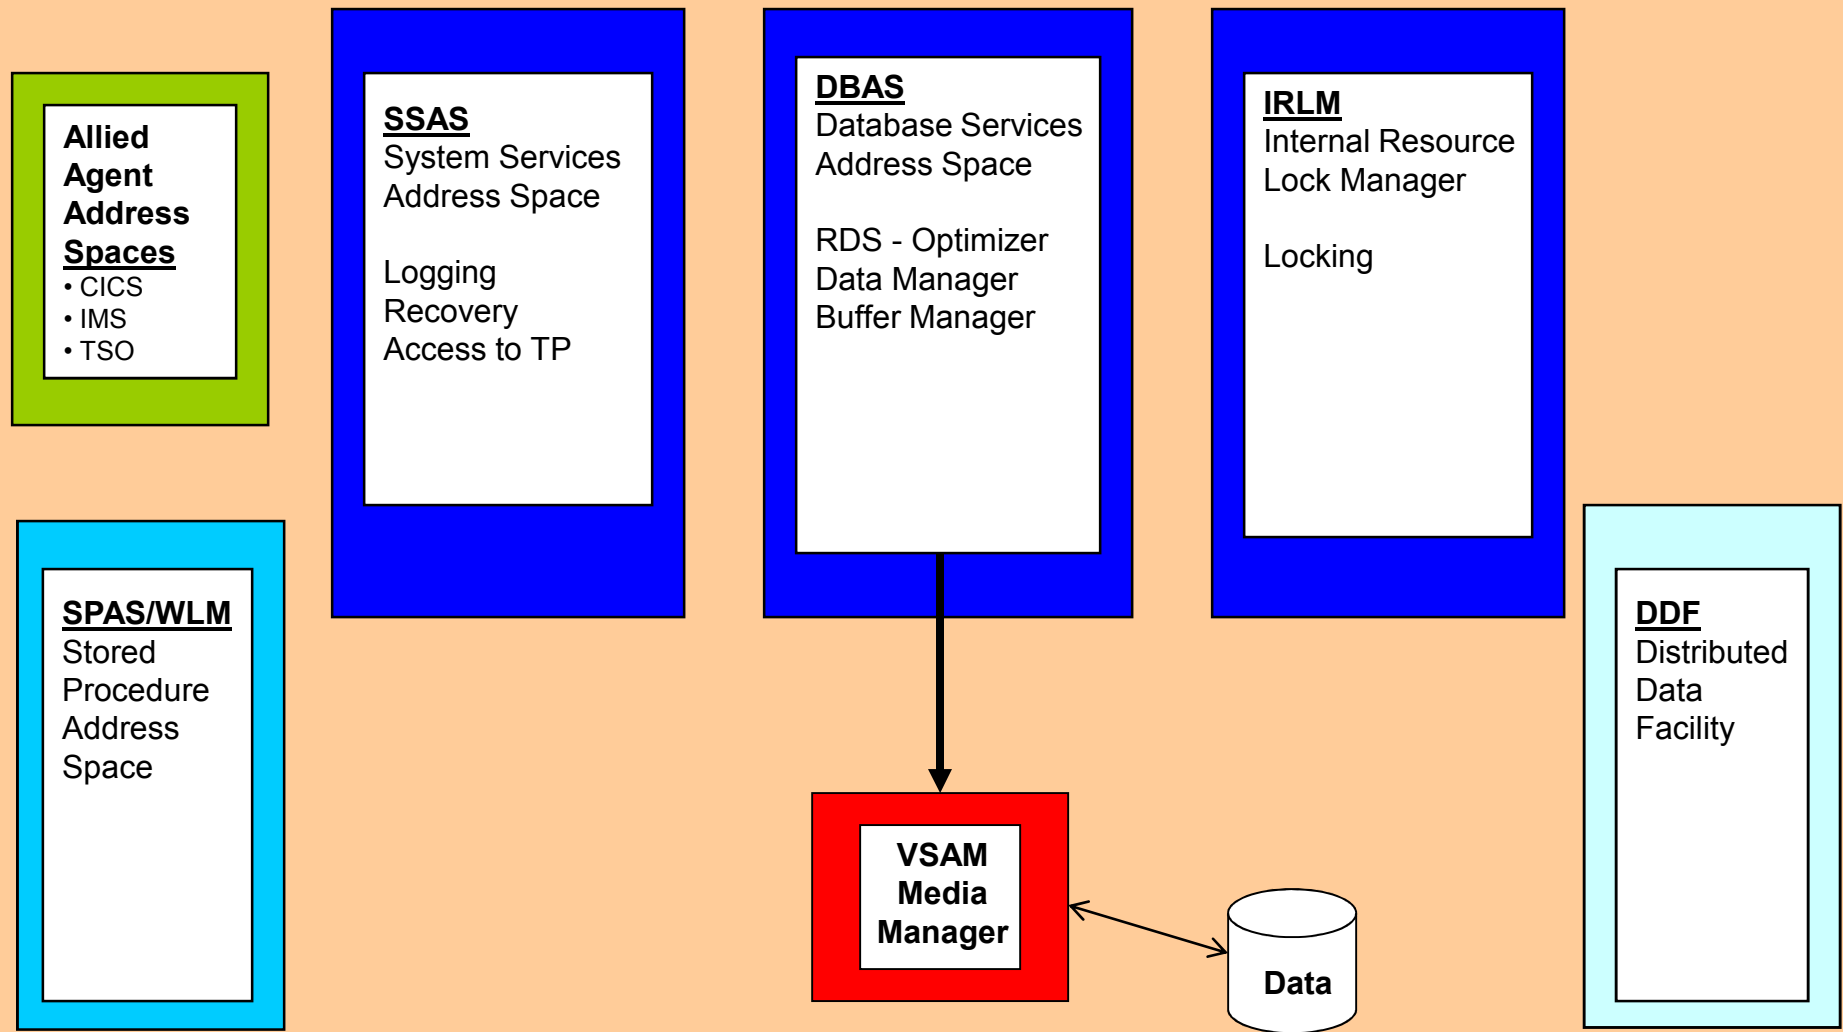 Allied
Agent
Address
Spaces
• CICS
• IMS
• TSO
SSAS
System Services
Address Space
Logging
Recovery
Access to TP
DBAS
Database Services
Address Space
RDS - Optimizer
Data Manager
Buffer Manager
IRLM
Internal Resource
Lock Manager
Locking
SPAS/WLM
Stored
Procedure
Address
Space
VSAM
Media
Manager
Data
DDF
Distributed
Data
Facility